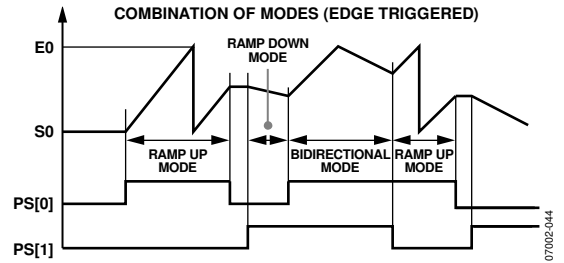 COMBINATION OF MODES (EDGE TRIGGERED)
E0
RAMP DOWN
MODE
S0
RAMP UP
MODE
BIDIRECTIONAL
MODE
RAMP UP
MODE
PS[0]
PS[1]
07002-044